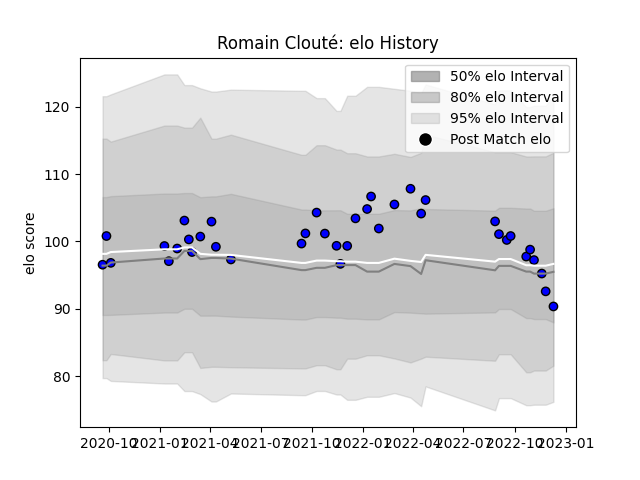 Romain Clouté: elo History
50% elo Interval
80% elo Interval
95% elo Interval
Post Match elo
elo score
120
110
100
90
80
2020-10 2021-01 2021-04 2021-07 2021-10 2022-01 2022-04 2022-07 2022-10 2023-01